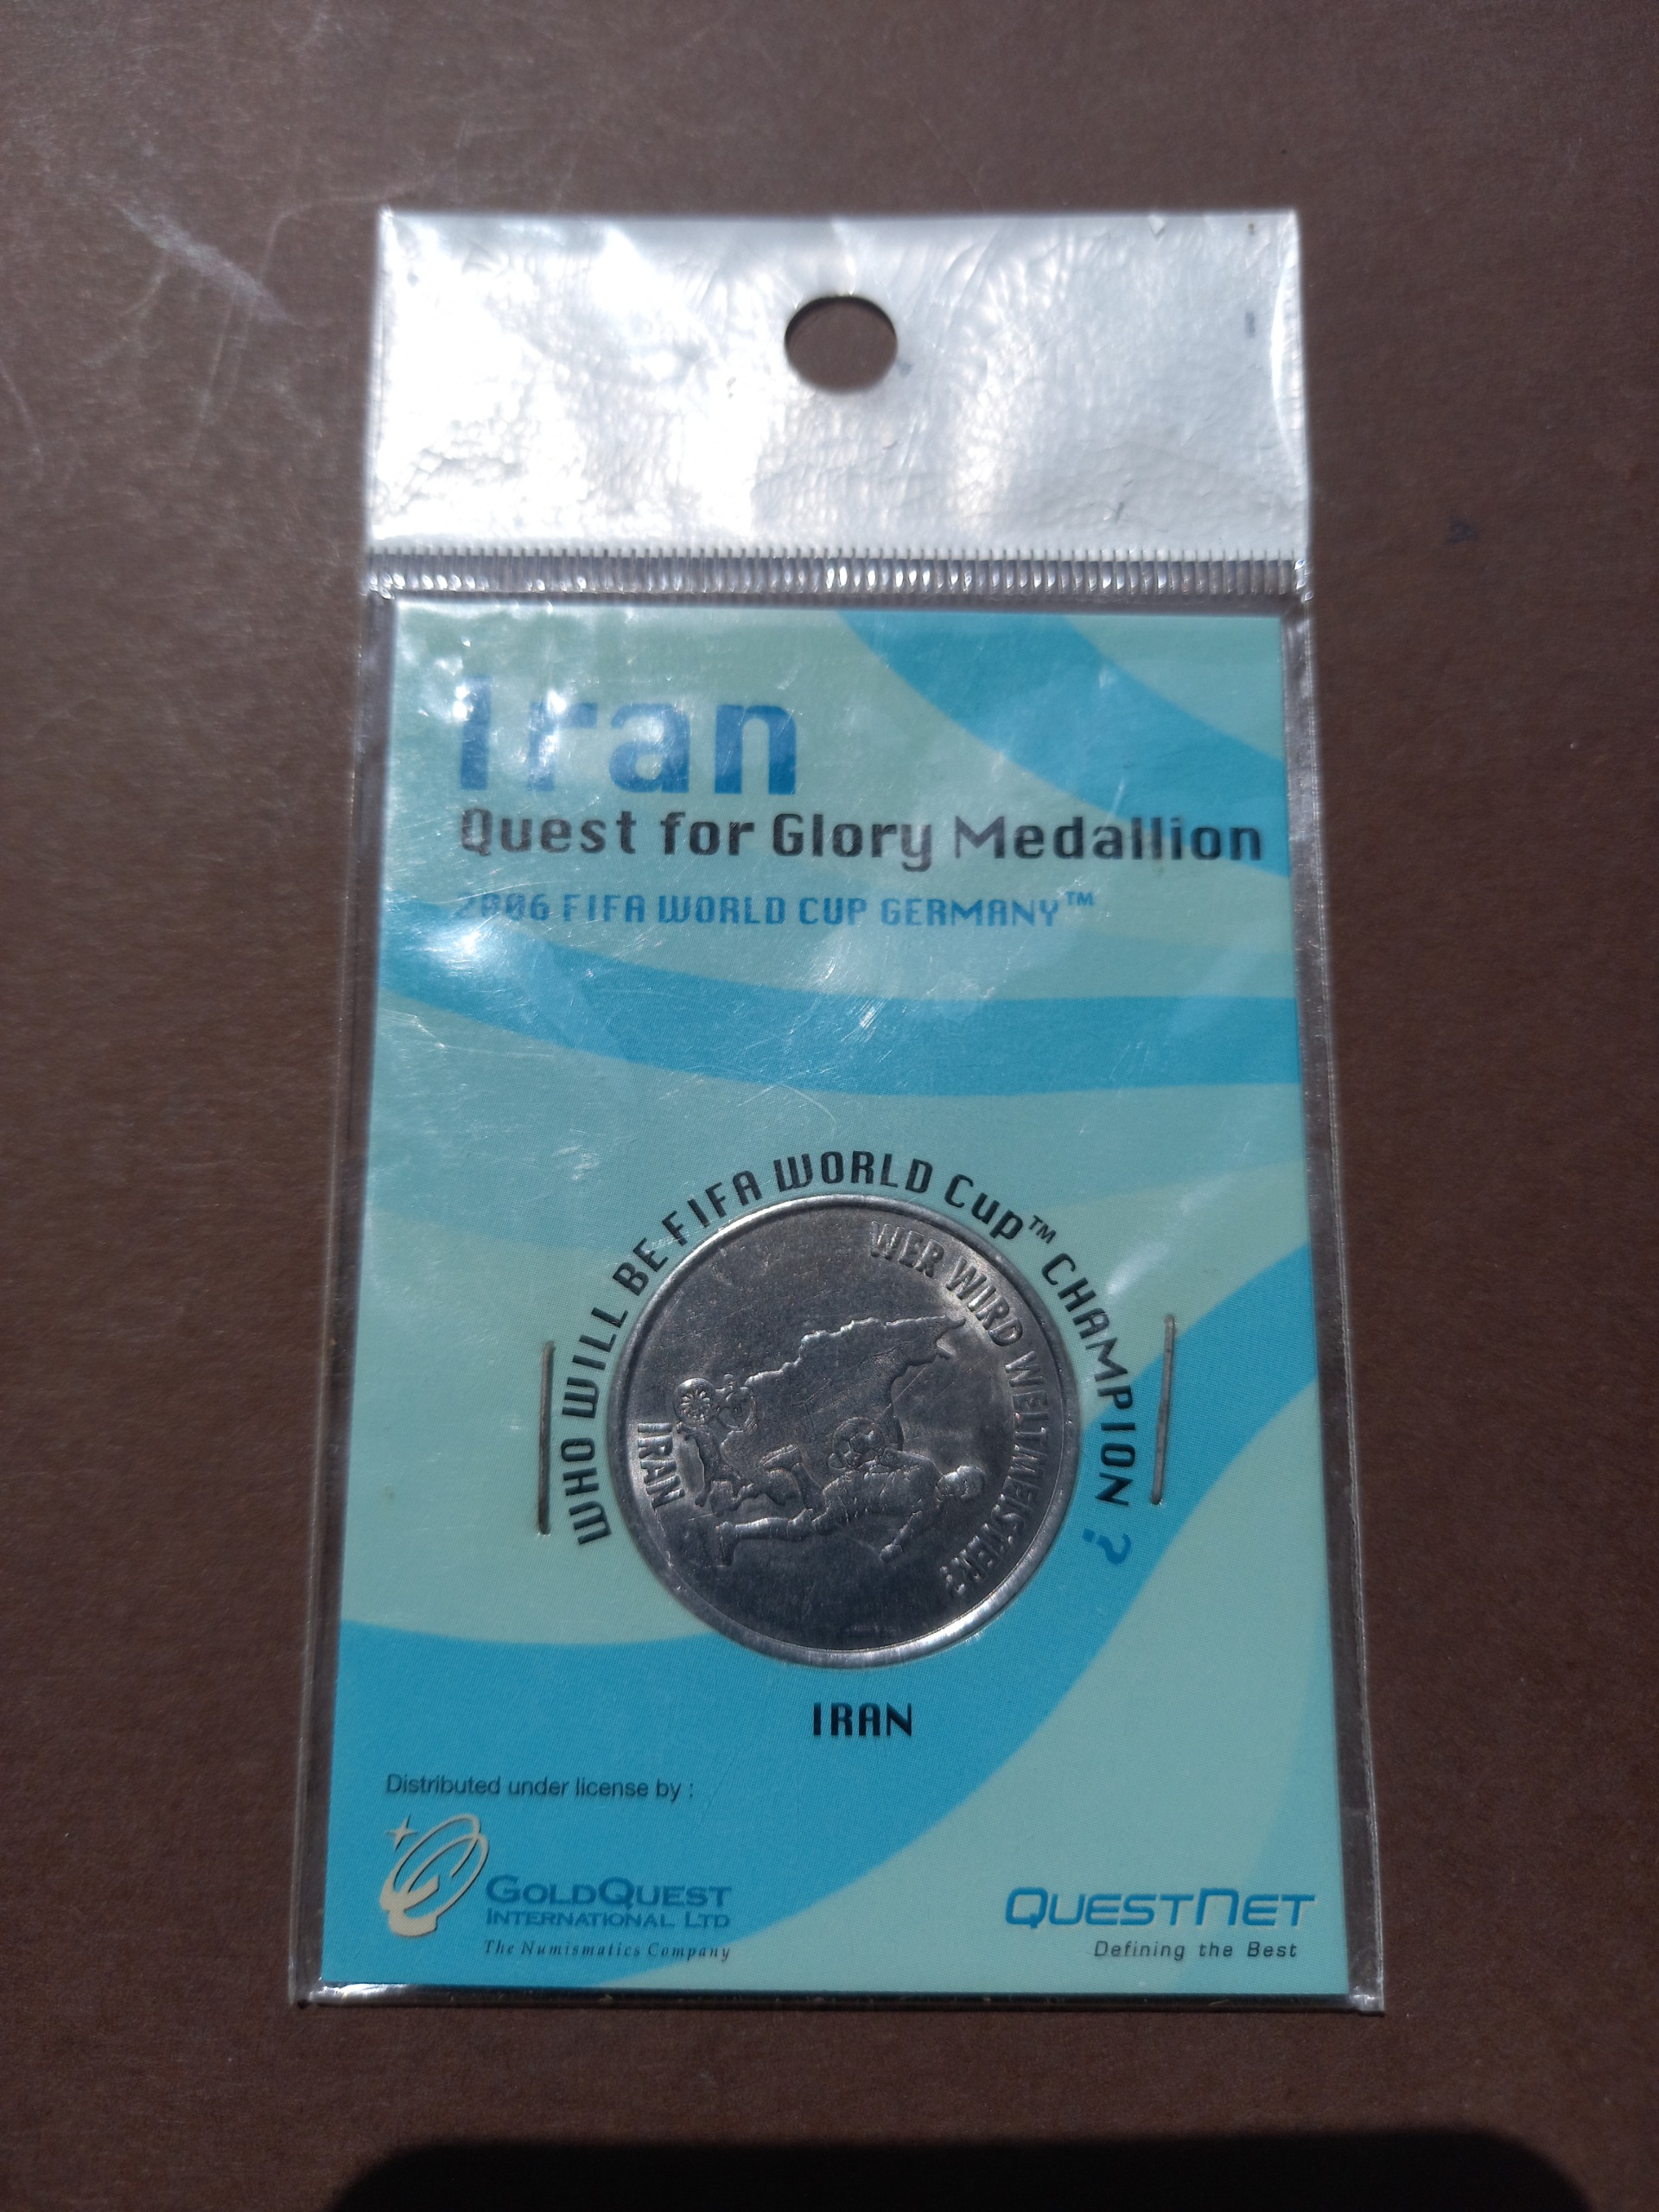 Iran
Quest for Glory Medallion
2006 FIFA WORLD CUP GERMANY™
WHO WILL BE FIFA WORLD Cup™ CHAMPION ?
WER WIRD WELTMEISTER?
IRAN
IRAN
Distributed under license by :
GOLDQUEST
INTERNATIONAL LTD
The Numismatics Company
QUESTNET
Defining the Best